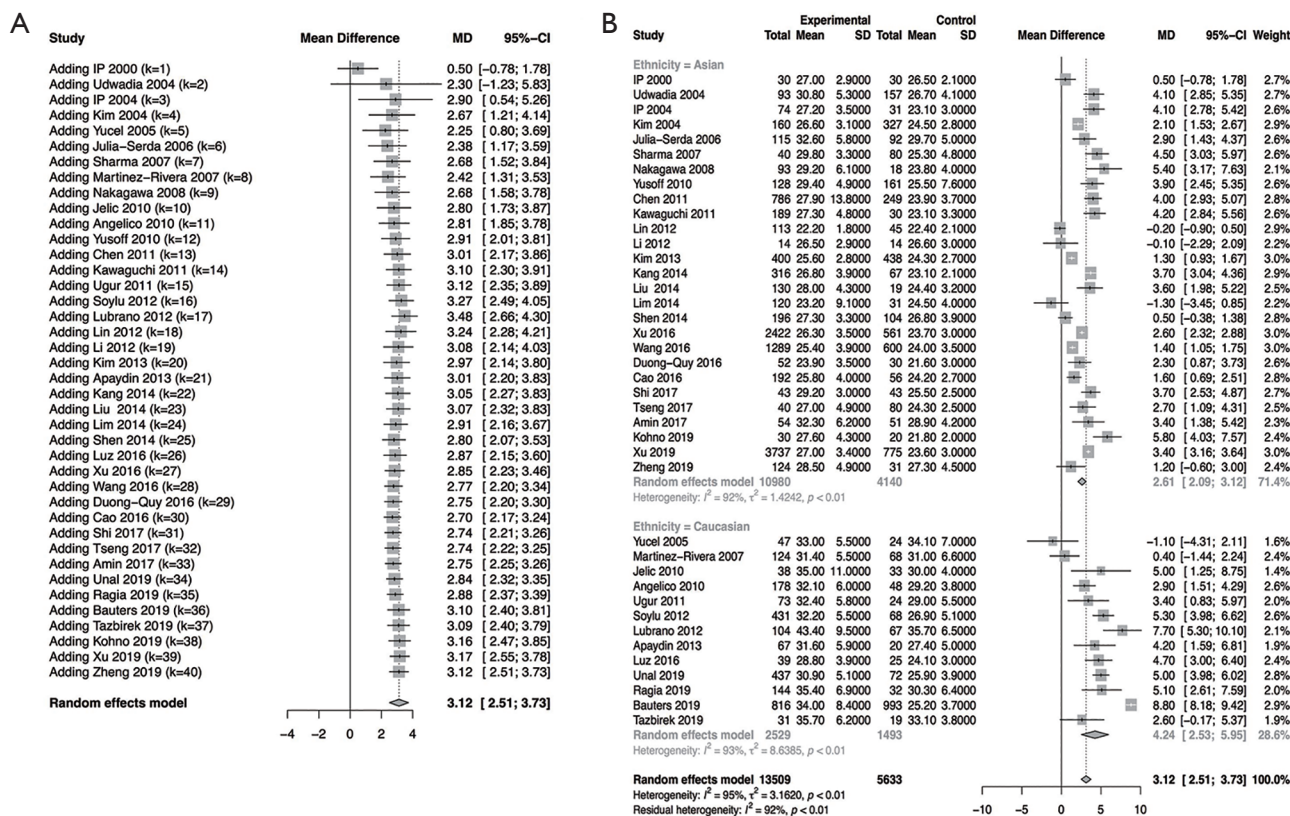 A
Study Mean Difference MD 95%-CI
Adding IP 2000 (k=1) 0.50 [-0.78; 1.78]
Adding Udwadia 2004 (k=2) 2.30 [-1.23; 5.83]
Adding IP 2004 (k=3) 2.90 [ 0.54; 5.26]
Adding Kim 2004 (k=4) 2.67 [ 1.21; 4.14]
Adding Yucel 2005 (k=5) 2.25 [ 0.80; 3.69]
Adding Julia-Serda 2006 (k=6) 2.38 [ 1.17; 3.59]
Adding Sharma 2007 (k=7) 2.68 [ 1.52; 3.84]
Adding Martinez-Rivera 2007 (k=8) 2.42 [ 1.31; 3.53]
Adding Nakagawa 2008 (k=9) 2.68 [ 1.58; 3.78]
Adding Jelic 2010 (k=10) 2.80 [ 1.73; 3.87]
Adding Angelico 2010 (k=11) 2.81 [ 1.85; 3.78]
Adding Yusoff 2010 (k=12) 2.91 [ 2.01; 3.81]
Adding Chen 2011 (k=13) 3.01 [ 2.17; 3.86]
Adding Kawaguchi 2011 (k=14) 3.10 [ 2.30; 3.91]
Adding Ugur 2011 (k=15) 3.12 [ 2.35; 3.89]
Adding Soylu 2012 (k=16) 3.27 [ 2.49; 4.05]
Adding Lubrano 2012 (k=17) 3.48 [ 2.66; 4.30]
Adding Lin 2012 (k=18) 3.24 [ 2.28; 4.21]
Adding Li 2012 (k=19) 3.08 [ 2.14; 4.03]
Adding Kim 2013 (k=20) 2.97 [ 2.14; 3.80]
Adding Apaydin 2013 (k=21) 3.01 [ 2.20; 3.83]
Adding Kang 2014 (k=22) 3.05 [ 2.27; 3.83]
Adding Liu 2014 (k=23) 3.07 [ 2.32; 3.83]
Adding Lim 2014 (k=24) 2.91 [ 2.16; 3.67]
Adding Shen 2014 (k=25) 2.80 [ 2.07; 3.53]
Adding Luz 2016 (k=26) 2.87 [ 2.15; 3.60]
Adding Xu 2016 (k=27) 2.85 [ 2.23; 3.46]
Adding Wang 2016 (k=28) 2.77 [ 2.20; 3.34]
Adding Duong-Quy 2016 (k=29) 2.75 [ 2.20; 3.30]
Adding Cao 2016 (k=30) 2.70 [ 2.17; 3.24]
Adding Shi 2017 (k=31) 2.74 [ 2.21; 3.26]
Adding Tseng 2017 (k=32) 2.74 [ 2.22; 3.25]
Adding Amin 2017 (k=33) 2.75 [ 2.25; 3.26]
Adding Unal 2019 (k=34) 2.84 [ 2.32; 3.35]
Adding Ragia 2019 (k=35) 2.88 [ 2.37; 3.39]
Adding Bauters 2019 (k=36) 3.10 [ 2.40; 3.81]
Adding Tazbirek 2019 (k=37) 3.09 [ 2.40; 3.79]
Adding Kohno 2019 (k=38) 3.16 [ 2.47; 3.85]
Adding Xu 2019 (k=39) 3.17 [ 2.55; 3.78]
Adding Zheng 2019 (k=40) 3.12 [ 2.51; 3.73]
Random effects model 3.12 [ 2.51; 3.73]
-4 -2 0 2 4
B
Experimental Control
Study Total Mean SD Total Mean SD Mean Difference MD 95%-CI Weight
Ethnicity = Asian
IP 2000 30 27.00 2.9000 30 26.50 2.1000 0.50 [-0.78; 1.78] 2.7%
Udwadia 2004 93 30.80 5.3000 157 26.70 4.1000 4.10 [ 2.85; 5.35] 2.7%
IP 2004 74 27.20 3.5000 31 23.10 3.0000 4.10 [ 2.78; 5.42] 2.6%
Kim 2004 160 26.60 3.1000 327 24.50 2.8000 2.10 [ 1.53; 2.67] 2.9%
Julia-Serda 2006 115 32.60 5.8000 92 29.70 5.0000 2.90 [ 1.43; 4.37] 2.6%
Sharma 2007 40 29.80 3.3000 80 25.30 4.8000 4.50 [ 3.03; 5.97] 2.6%
Nakagawa 2008 93 29.20 6.1000 18 23.80 4.0000 5.40 [ 3.17; 7.63] 2.1%
Yusoff 2010 128 29.40 4.9000 161 25.50 7.6000 3.90 [ 2.45; 5.35] 2.6%
Chen 2011 786 27.90 13.8000 249 23.90 3.7000 4.00 [ 2.93; 5.07] 2.8%
Kawaguchi 2011 189 27.30 4.8000 30 23.10 3.3000 4.20 [ 2.84; 5.56] 2.6%
Lin 2012 113 22.20 1.8000 45 22.40 2.1000 -0.20 [-0.90; 0.50] 2.9%
Li 2012 14 26.50 2.9000 14 26.60 3.0000 -0.10 [-2.29; 2.09] 2.2%
Kim 2013 400 25.60 2.8000 438 24.30 2.7000 1.30 [ 0.93; 1.67] 3.0%
Kang 2014 316 26.80 3.9000 67 23.10 2.1000 3.70 [ 3.04; 4.36] 2.9%
Liu 2014 130 28.00 4.3000 19 24.40 3.2000 3.60 [ 1.98; 5.22] 2.5%
Lim 2014 120 23.20 9.1000 31 24.50 4.0000 -1.30 [-3.45; 0.85] 2.2%
Shen 2014 196 27.30 3.3000 104 26.80 3.9000 0.50 [-0.38; 1.38] 2.8%
Xu 2016 2422 26.30 3.5000 561 23.70 3.0000 2.60 [ 2.32; 2.88] 3.0%
Wang 2016 1289 25.40 3.9000 600 24.00 3.5000 1.40 [ 1.05; 1.75] 3.0%
Duong-Quy 2016 52 23.90 3.5000 30 21.60 3.0000 2.30 [ 0.87; 3.73] 2.6%
Cao 2016 192 25.80 4.0000 56 24.20 2.7000 1.60 [ 0.69; 2.51] 2.8%
Shi 2017 43 29.20 3.0000 43 25.50 2.5000 3.70 [ 2.53; 4.87] 2.7%
Tseng 2017 40 27.00 4.9000 80 24.30 2.5000 2.70 [ 1.09; 4.31] 2.5%
Amin 2017 54 32.30 6.2000 51 28.90 4.2000 3.40 [ 1.38; 5.42] 2.3%
Kohno 2019 30 27.60 4.3000 20 21.80 2.0000 5.80 [ 4.03; 7.57] 2.4%
Xu 2019 3737 27.00 3.4000 775 23.60 3.0000 3.40 [ 3.16; 3.64] 3.0%
Zheng 2019 124 28.50 4.9000 31 27.30 4.5000 1.20 [-0.60; 3.00] 2.4%
Random effects model 10980 4140 2.61 [ 2.09; 3.12] 71.4%
Heterogeneity: I² = 92%, τ² = 1.4242, p < 0.01
Ethnicity = Caucasian
Yucel 2005 47 33.00 5.5000 24 34.10 7.0000 -1.10 [-4.31; 2.11] 1.6%
Martinez-Rivera 2007 124 31.40 5.5000 68 31.00 6.6000 0.40 [-1.44; 2.24] 2.4%
Jelic 2010 38 35.00 11.0000 33 30.00 4.0000 5.00 [ 1.25; 8.75] 1.4%
Angelico 2010 178 32.10 6.0000 48 29.20 3.8000 2.90 [ 1.51; 4.29] 2.6%
Ugur 2011 73 32.40 5.8000 24 29.00 5.5000 3.40 [ 0.83; 5.97] 2.0%
Soylu 2012 431 32.20 5.5000 68 26.90 5.1000 5.30 [ 3.98; 6.62] 2.6%
Lubrano 2012 104 43.40 9.5000 67 35.70 6.5000 7.70 [ 5.30; 10.10] 2.1%
Apaydin 2013 67 31.60 5.9000 20 27.40 5.0000 4.20 [ 1.59; 6.81] 1.9%
Luz 2016 39 28.80 3.9000 25 24.10 3.0000 4.70 [ 3.00; 6.40] 2.4%
Unal 2019 437 30.90 5.1000 72 25.90 3.9000 5.00 [ 3.98; 6.02] 2.8%
Ragia 2019 144 35.40 6.9000 32 30.30 6.4000 5.10 [ 2.61; 7.59] 2.0%
Bauters 2019 816 34.00 8.4000 993 25.20 3.7000 8.80 [ 8.18; 9.42] 2.9%
Tazbirek 2019 31 35.70 6.2000 19 33.10 3.8000 2.60 [-0.17; 5.37] 1.9%
Random effects model 2529 1493 4.24 [ 2.53; 5.95] 28.6%
Heterogeneity: I² = 93%, τ² = 8.6385, p < 0.01
Random effects model 13509 5633 3.12 [ 2.51; 3.73] 100.0%
Heterogeneity: I² = 95%, τ² = 3.1620, p < 0.01
Residual heterogeneity: I² = 92%, p < 0.01
-10 -5 0 5 10